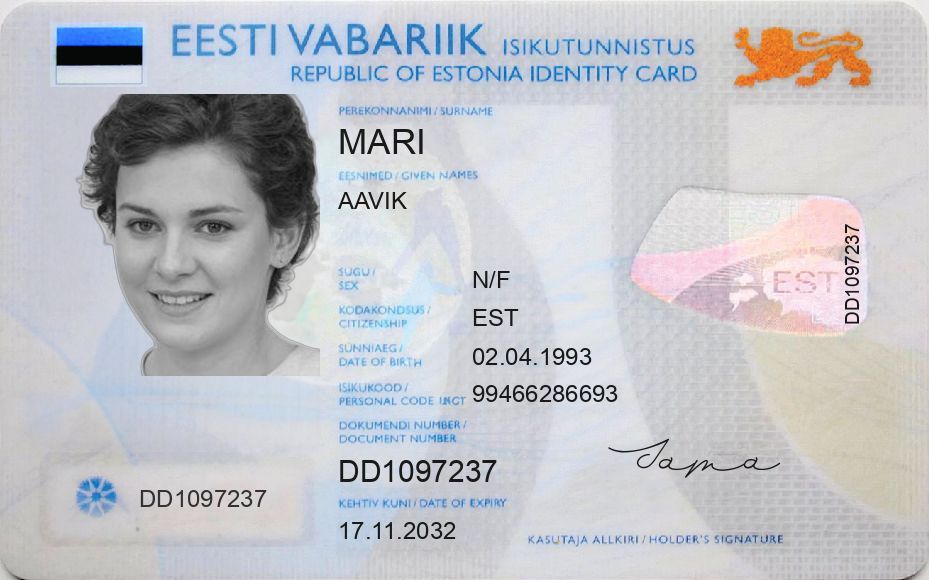 EESTI VABARIIK ISIKUTUNNISTUS
REPUBLIC OF ESTONIA IDENTITY CARD
PEREKONNANIMI / SURNAME
MARI
EESNIMED / GIVEN NAMES
AAVIK
SUGU /
SEX
N/F
KODAKONDSUS /
CITIZENSHIP
EST
SÜNNIAEG /
DATE OF BIRTH
02.04.1993
ISIKUKOOD /
PERSONAL CODE
99466286693
DOKUMENDI NUMBER /
DOCUMENT NUMBER
DD1097237
KEHTIV KUNI / DATE OF EXPIRY
17.11.2032
DD1097237
EST
DD1097237
KASUTAJA ALLKIRI / HOLDER'S SIGNATURE